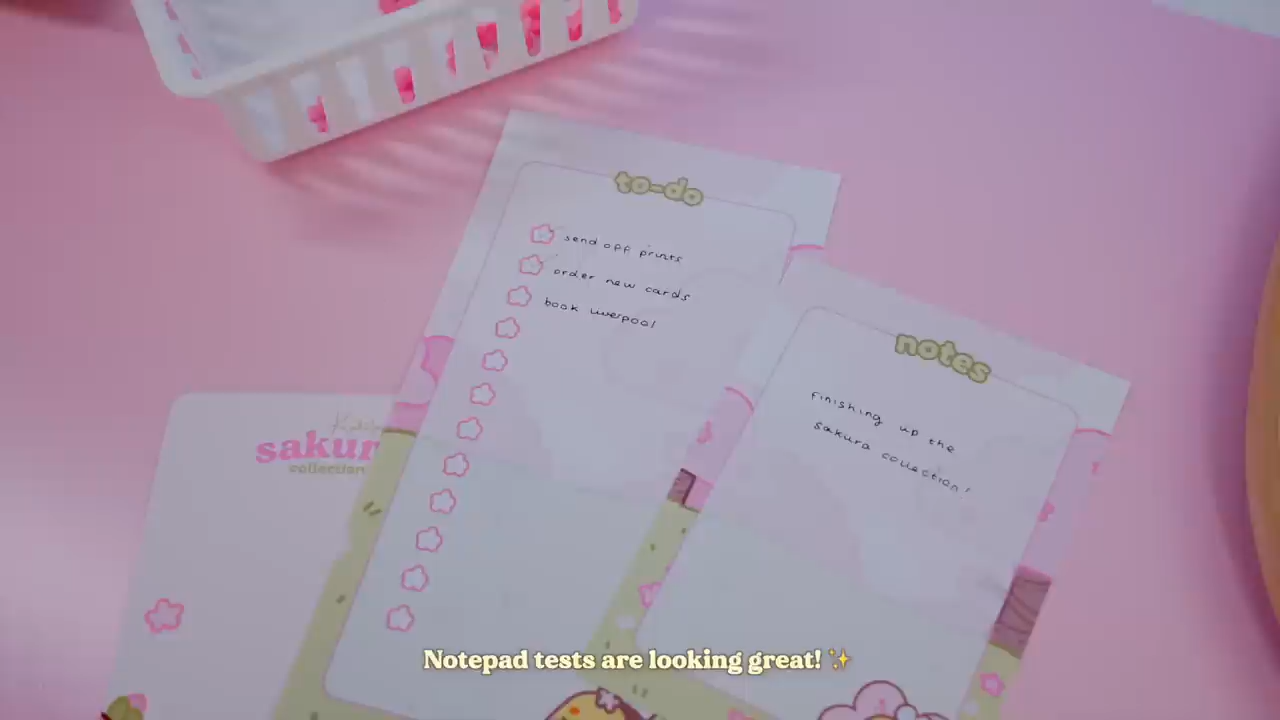 to-do
send off prints
order new cards
book liverpool
notes
finishing up the
sakura collection!
sakur
collection
Notepad tests are looking great! ✨